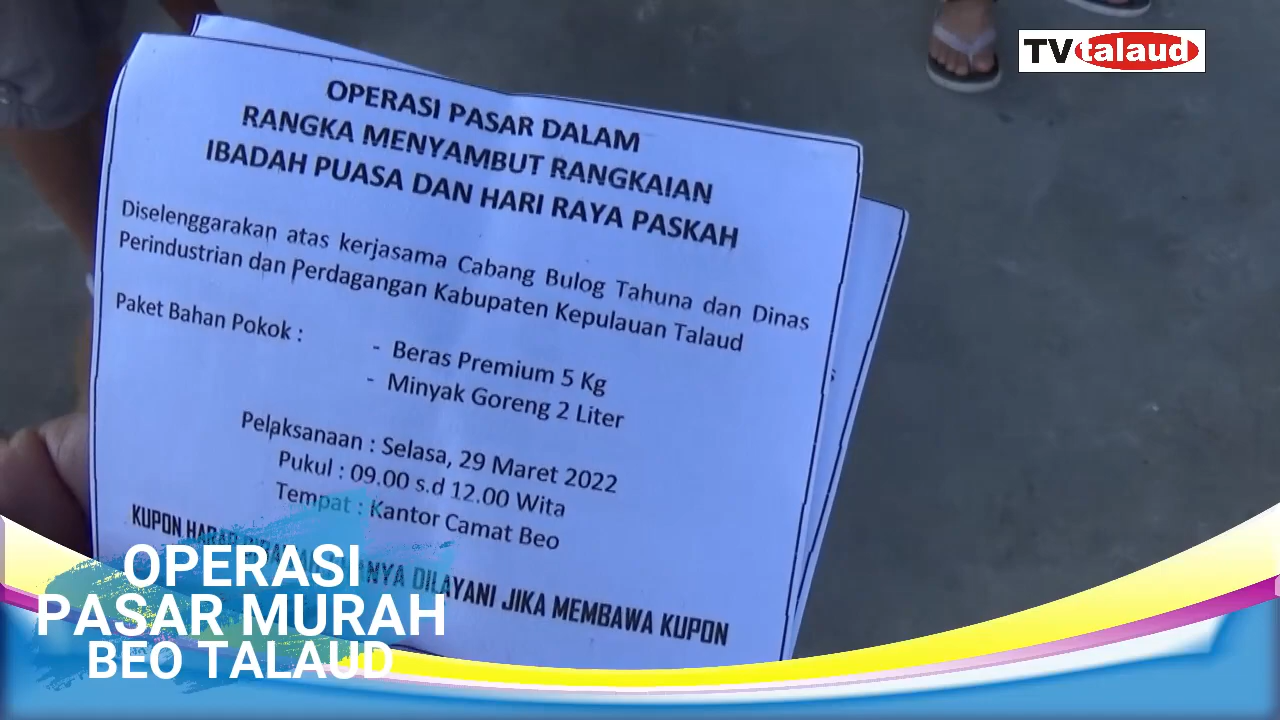 TVtalaud
OPERASI PASAR DALAM
RANGKA MENYAMBUT RANGKAIAN
IBADAH PUASA DAN HARI RAYA PASKAH
Diselenggarakan atas kerjasama Cabang Bulog Tahuna dan Dinas
Perindustrian dan Perdagangan Kabupaten Kepulauan Talaud
Paket Bahan Pokok :
- Beras Premium 5 Kg
- Minyak Goreng 2 Liter
Pelaksanaan : Selasa, 29 Maret 2022
Pukul : 09.00 s.d 12.00 Wita
Tempat : Kantor Camat Beo
KUPON HARAP DILAYANI JIKA MEMBAWA KUPON
OPERASI
PASAR MURAH
BEO TALAUD